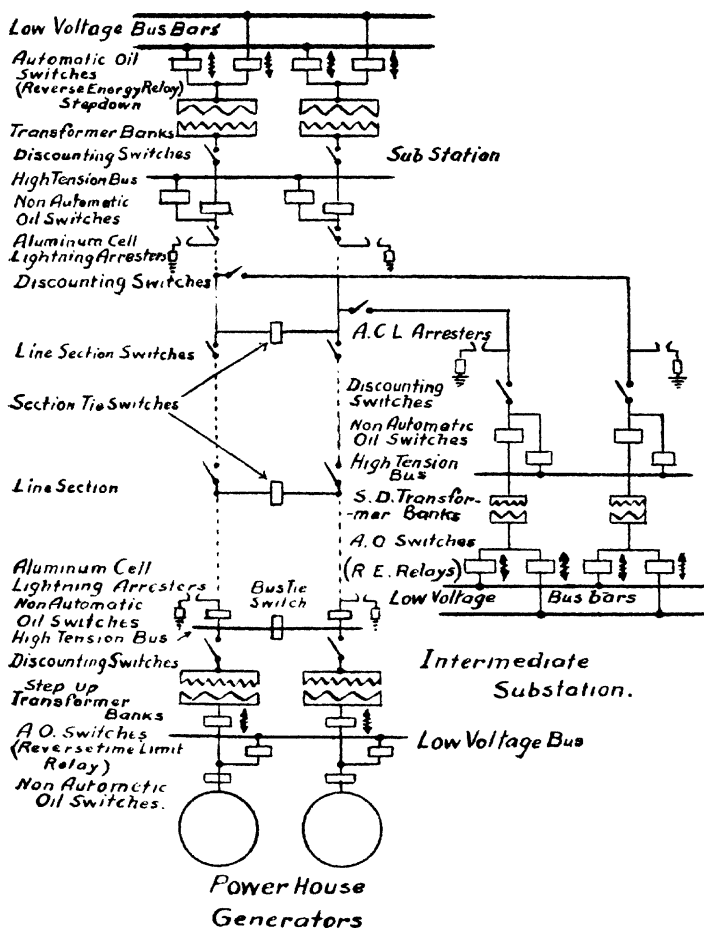 Low Voltage Bus Bars
Automatic Oil
Switches
(Reverse Energy Relay)
Stepdown
Transformer Banks
Discounting Switches
Sub Station
High Tension Bus
Non Automatic
Oil Switches
Aluminum Cell
Lightning Arresters
Discounting Switches
A.C L Arresters
Line Section Switches
Section Tie Switches
Discounting
Switches
Non Automatic
Oil Switches
High Tension
Bus
Line Section
S.D. Transfor-
-mer Banks
A.O Switches
(R E. Relays)
Low Voltage Bus bars
Aluminum Cell
Lightning Arresters
Non Automatic
Oil Switches
High Tension Bus
Bus Tie
Switch
Discounting Switches
Intermediate
Substation.
Step Up
Transformer
Banks
A O. Switches
(Reverse time Limit
Relay)
Low Voltage Bus
Non Automatic
Oil Switches.
Power House
Generators